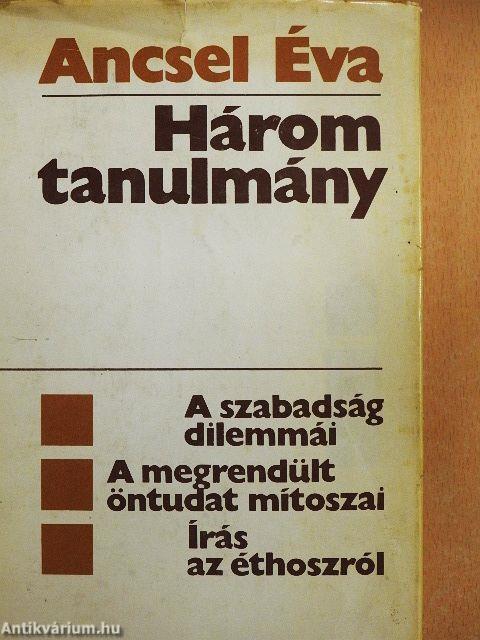 Ancsel Éva
Három
tanulmány
A szabadság
dilemmái
A megrendült
öntudat mítoszai
Írás
az éthoszról
Antikvárium.hu